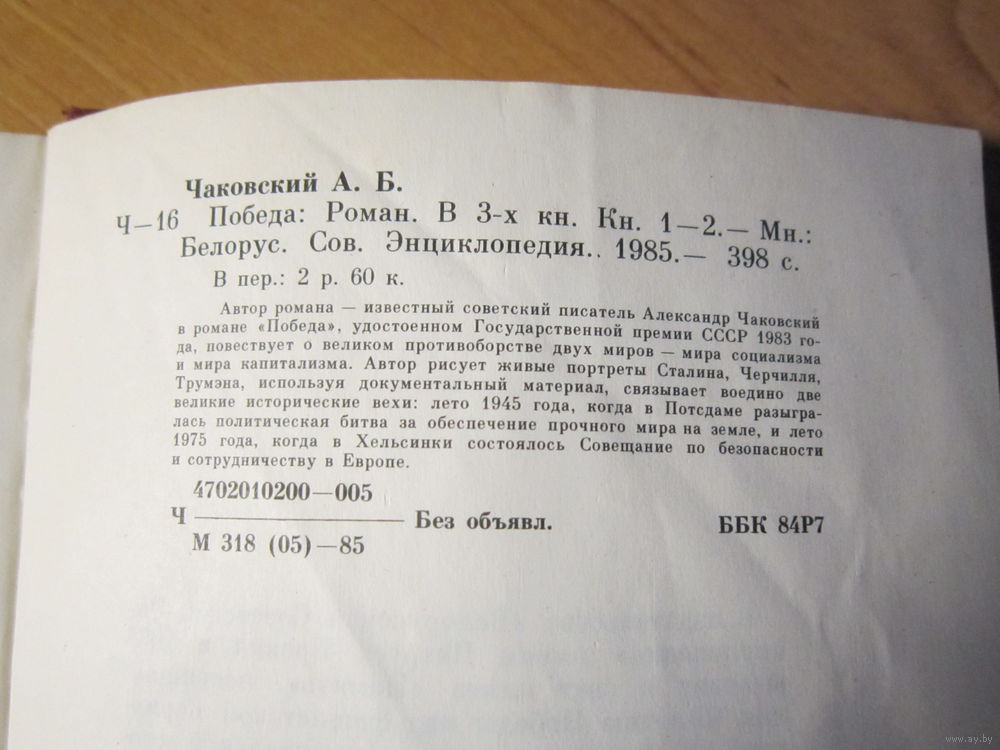 Чаковский А. Б.
Ч—16 Победа: Роман. В 3-х кн. Кн. 1—2.— Мн.:
Белорус. Сов. Энциклопедия.. 1985.— 398 с.
В пер.: 2 р. 60 к.
Автор романа — известный советский писатель Александр Чаковский
в романе «Победа», удостоенном Государственной премии СССР 1983 го-
да, повествует о великом противоборстве двух миров — мира социализма
и мира капитализма. Автор рисует живые портреты Сталина, Черчилля,
Трумэна, используя документальный материал, связывает воедино две
великие исторические вехи: лето 1945 года, когда в Потсдаме разыгра-
лась политическая битва за обеспечение прочного мира на земле, и лето
1975 года, когда в Хельсинки состоялось Совещание по безопасности
и сотрудничеству в Европе.
4702010200—005
Ч ——— Без объявл. ББК 84Р7
М 318 (05)—85
www.ay.by